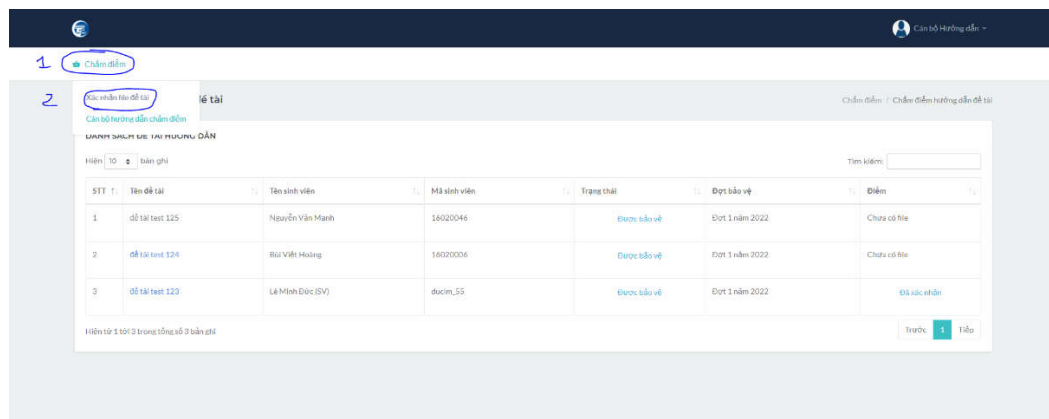 Cán bộ Hướng dẫn
1 Chấm điểm
2 Xác nhận file đề tài
đề tài
Chấm điểm / Chấm điểm hướng dẫn đề tài
Cán bộ hướng dẫn chấm điểm
DANH SÁCH ĐỀ TÀI HƯỚNG DẪN
Hiện 10 bản ghi Tìm kiếm:
STT Tên đề tài Tên sinh viên Mã sinh viên Trạng thái Đợt bảo vệ Điểm
1 đề tài test 125 Nguyễn Văn Mạnh 16020046 Được bảo vệ Đợt 1 năm 2022 Chưa có file
2 đề tài test 124 Bùi Viết Hoàng 16020006 Được bảo vệ Đợt 1 năm 2022 Chưa có file
3 đề tài test 123 Lê Minh Đức (SV) ducim_55 Được bảo vệ Đợt 1 năm 2022 Đã xác nhận
Hiện từ 1 tới 3 trong tổng số 3 bản ghi Trước 1 Tiếp